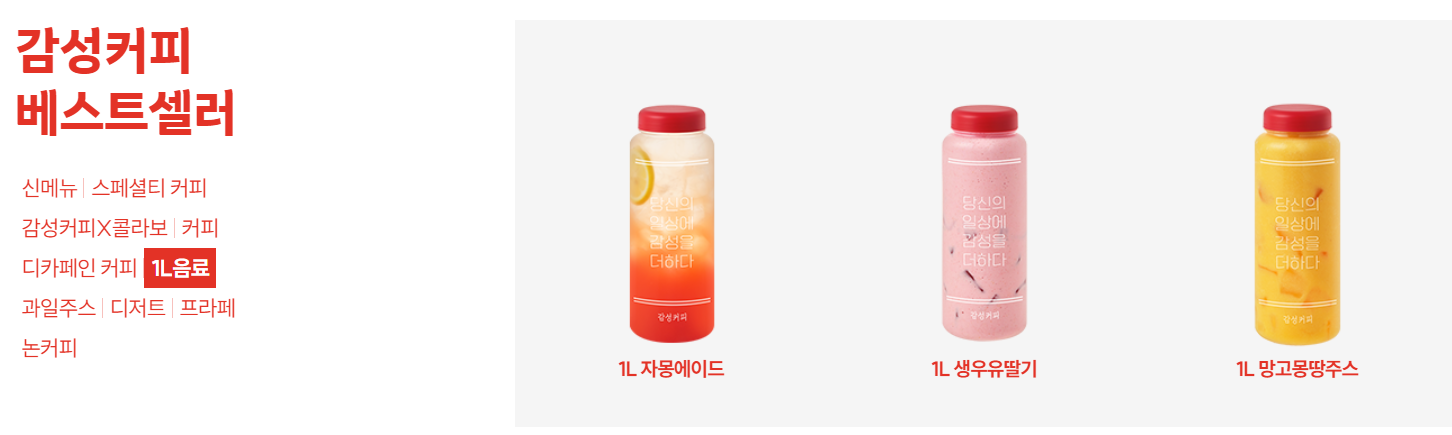 감성커피
베스트셀러
신메뉴 | 스페셜티 커피
감성커피X콜라보 | 커피
디카페인 커피 1L음료
과일주스 | 디저트 | 프라페
논커피
당신의
일상에
감성을
더하다
감성커피
1L 자몽에이드
당신의
일상에
감성을
더하다
감성커피
1L 생우유딸기
당신의
일상에
감성을
더하다
감성커피
1L 망고몽땅주스